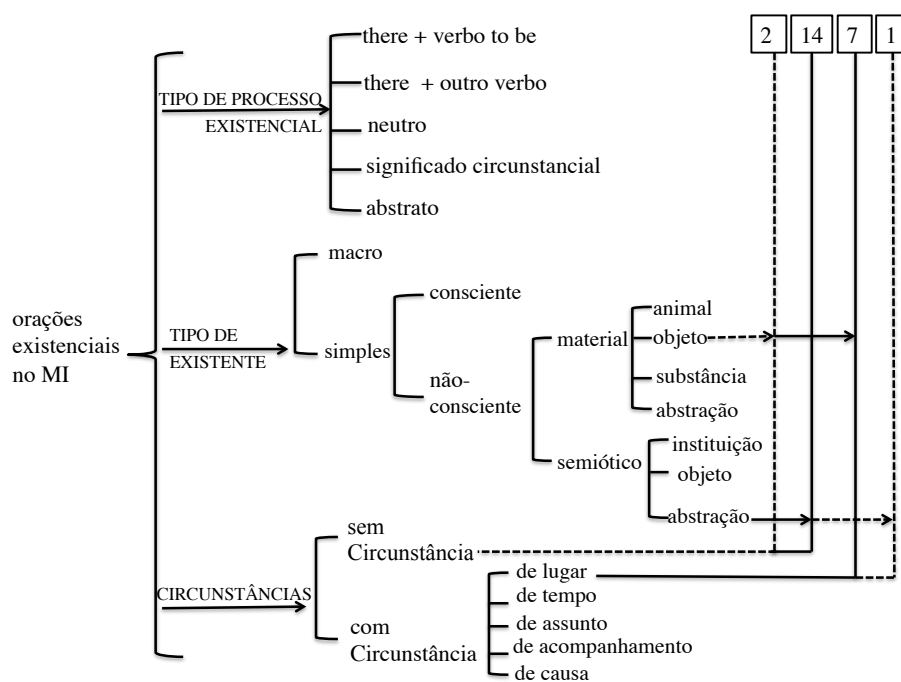 there + verbo to be
2 14 7 1
there + outro verbo
TIPO DE PROCESSO
EXISTENCIAL
neutro
significado circunstancial
abstrato
macro
consciente
animal
orações
existenciais
no MI
TIPO DE
EXISTENTE
simples
material
objeto
não-
consciente
substância
abstração
instituição
semiótico
objeto
abstração
sem
Circunstância
de lugar
CIRCUNSTÂNCIAS
de tempo
de assunto
com
Circunstância
de acompanhamento
de causa